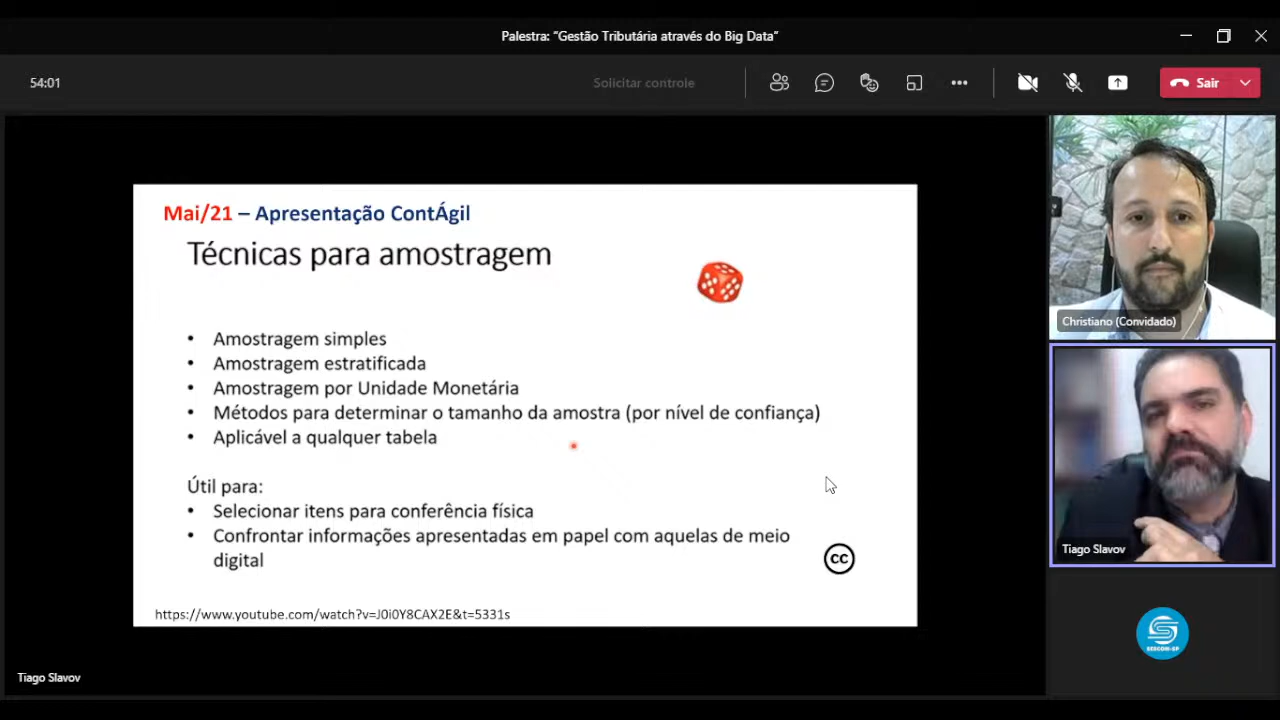 Palestra: “Gestão Tributária através do Big Data”
54:01
Solicitar controle
Sair
Mai/21 – Apresentação ContÁgil
Técnicas para amostragem
• Amostragem simples
• Amostragem estratificada
• Amostragem por Unidade Monetária
• Métodos para determinar o tamanho da amostra (por nível de confiança)
• Aplicável a qualquer tabela
Útil para:
• Selecionar itens para conferência física
• Confrontar informações apresentadas em papel com aquelas de meio
digital
cc
https://www.youtube.com/watch?v=J0i0Y8CAX2E&t=5331s
Christiano (Convidado)
Tiago Slavov
SESCON-SP
Tiago Slavov